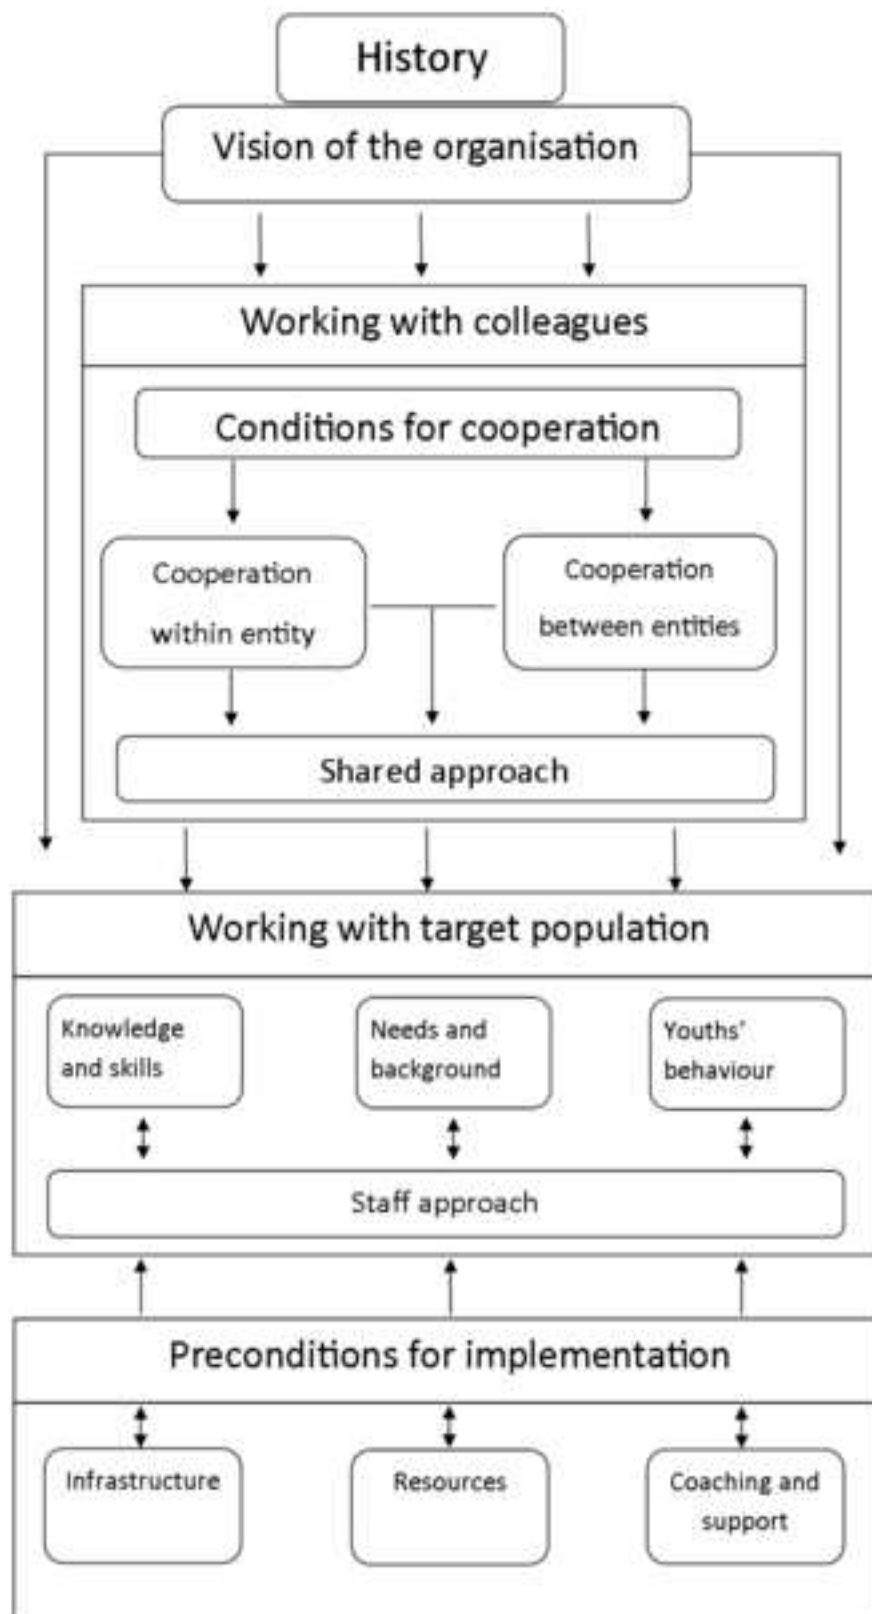 History
Vision of the organisation
Working with colleagues
Conditions for cooperation
Cooperation
within entity
Cooperation
between entities
Shared approach
Working with target population
Knowledge
and skills
Needs and
background
Youths'
behaviour
Staff approach
Preconditions for implementation
Infrastructure
Resources
Coaching and
support